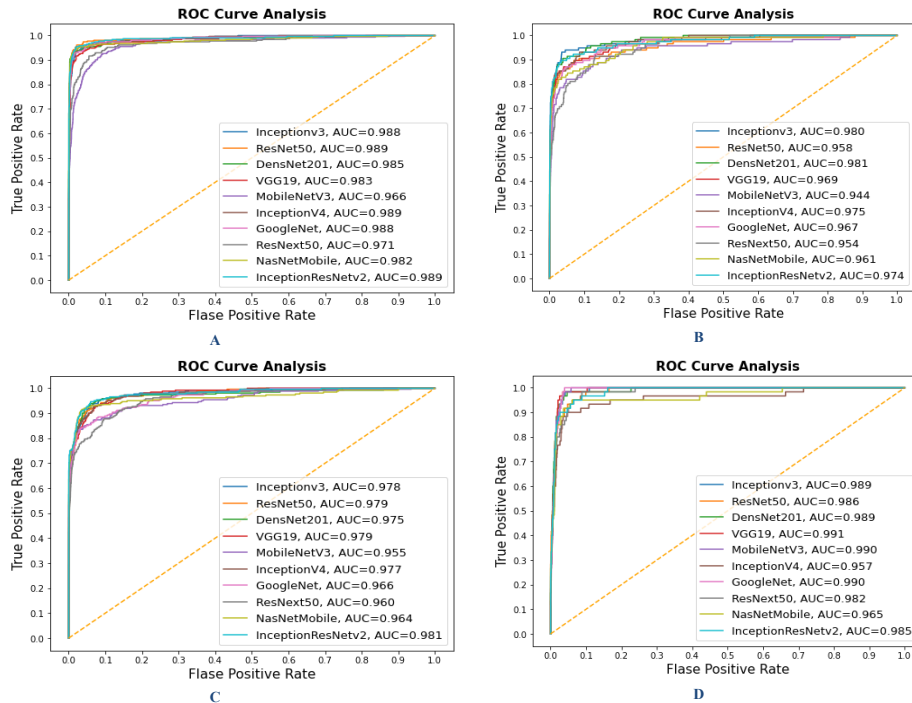 ROC Curve Analysis
True Positive Rate
1.0
0.9
0.8
0.7
0.6
0.5
0.4
0.3
0.2
0.1
0.0
Inceptionv3, AUC=0.988
ResNet50, AUC=0.989
DensNet201, AUC=0.985
VGG19, AUC=0.983
MobileNetV3, AUC=0.966
InceptionV4, AUC=0.989
GoogleNet, AUC=0.988
ResNext50, AUC=0.971
NasNetMobile, AUC=0.982
InceptionResNetv2, AUC=0.989
0.0 0.1 0.2 0.3 0.4 0.5 0.6 0.7 0.8 0.9 1.0
Flase Positive Rate
A
ROC Curve Analysis
True Positive Rate
1.0
0.9
0.8
0.7
0.6
0.5
0.4
0.3
0.2
0.1
0.0
Inceptionv3, AUC=0.980
ResNet50, AUC=0.958
DensNet201, AUC=0.981
VGG19, AUC=0.969
MobileNetV3, AUC=0.944
InceptionV4, AUC=0.975
GoogleNet, AUC=0.967
ResNext50, AUC=0.954
NasNetMobile, AUC=0.961
InceptionResNetv2, AUC=0.974
0.0 0.1 0.2 0.3 0.4 0.5 0.6 0.7 0.8 0.9 1.0
Flase Positive Rate
B
ROC Curve Analysis
True Positive Rate
1.0
0.9
0.8
0.7
0.6
0.5
0.4
0.3
0.2
0.1
0.0
Inceptionv3, AUC=0.978
ResNet50, AUC=0.979
DensNet201, AUC=0.975
VGG19, AUC=0.979
MobileNetV3, AUC=0.955
InceptionV4, AUC=0.977
GoogleNet, AUC=0.966
ResNext50, AUC=0.960
NasNetMobile, AUC=0.964
InceptionResNetv2, AUC=0.981
0.0 0.1 0.2 0.3 0.4 0.5 0.6 0.7 0.8 0.9 1.0
Flase Positive Rate
C
ROC Curve Analysis
True Positive Rate
1.0
0.9
0.8
0.7
0.6
0.5
0.4
0.3
0.2
0.1
0.0
Inceptionv3, AUC=0.989
ResNet50, AUC=0.986
DensNet201, AUC=0.989
VGG19, AUC=0.991
MobileNetV3, AUC=0.990
InceptionV4, AUC=0.957
GoogleNet, AUC=0.990
ResNext50, AUC=0.982
NasNetMobile, AUC=0.965
InceptionResNetv2, AUC=0.985
0.0 0.1 0.2 0.3 0.4 0.5 0.6 0.7 0.8 0.9 1.0
Flase Positive Rate
D